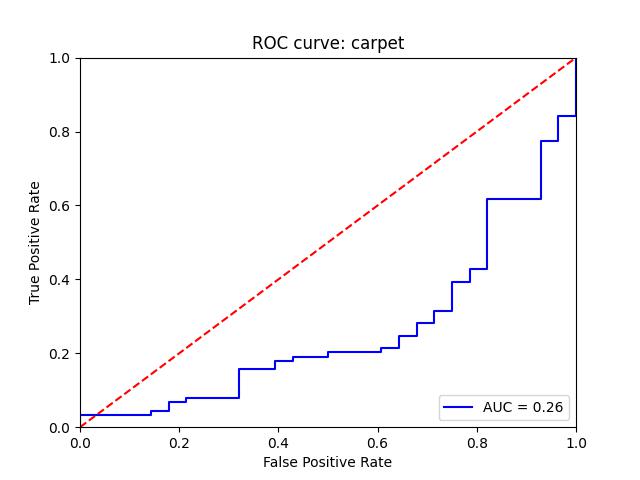 ROC curve: carpet
True Positive Rate
1.0
0.8
0.6
0.4
0.2
0.0
AUC = 0.26
0.0 0.2 0.4 0.6 0.8 1.0
False Positive Rate